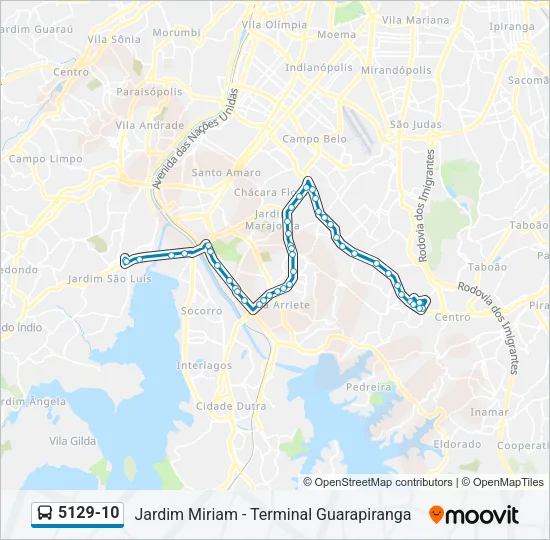 Jardim Guaraú
Vila Sônia
Morumbi
Vila Olímpia
Moema
Vila Mariana
Ipiranga
Centro
Indianópolis
Mirandópolis
Sacomã
Paraisópolis
Avenida das Nações Unidas
Vila Andrade
São Judas
Campo Belo
Campo Limpo
Santo Amaro
Rodovia dos Imigrantes
Chácara Flo
Jardim
Marajoara
Taboão
Redondo
Taboão
Jardim São Luís
Rodovia dos Imigrantes
Socorro
Arriete
Centro
do Índio
Interlagos
Pedreira
Jardim Ângela
Cidade Dutra
Inamar
Vila Gilda
Eldorado
Cooperati
Serraria
© OpenStreetMap contributors | © OpenMapTiles
5129-10 Jardim Miriam - Terminal Guarapiranga moovit